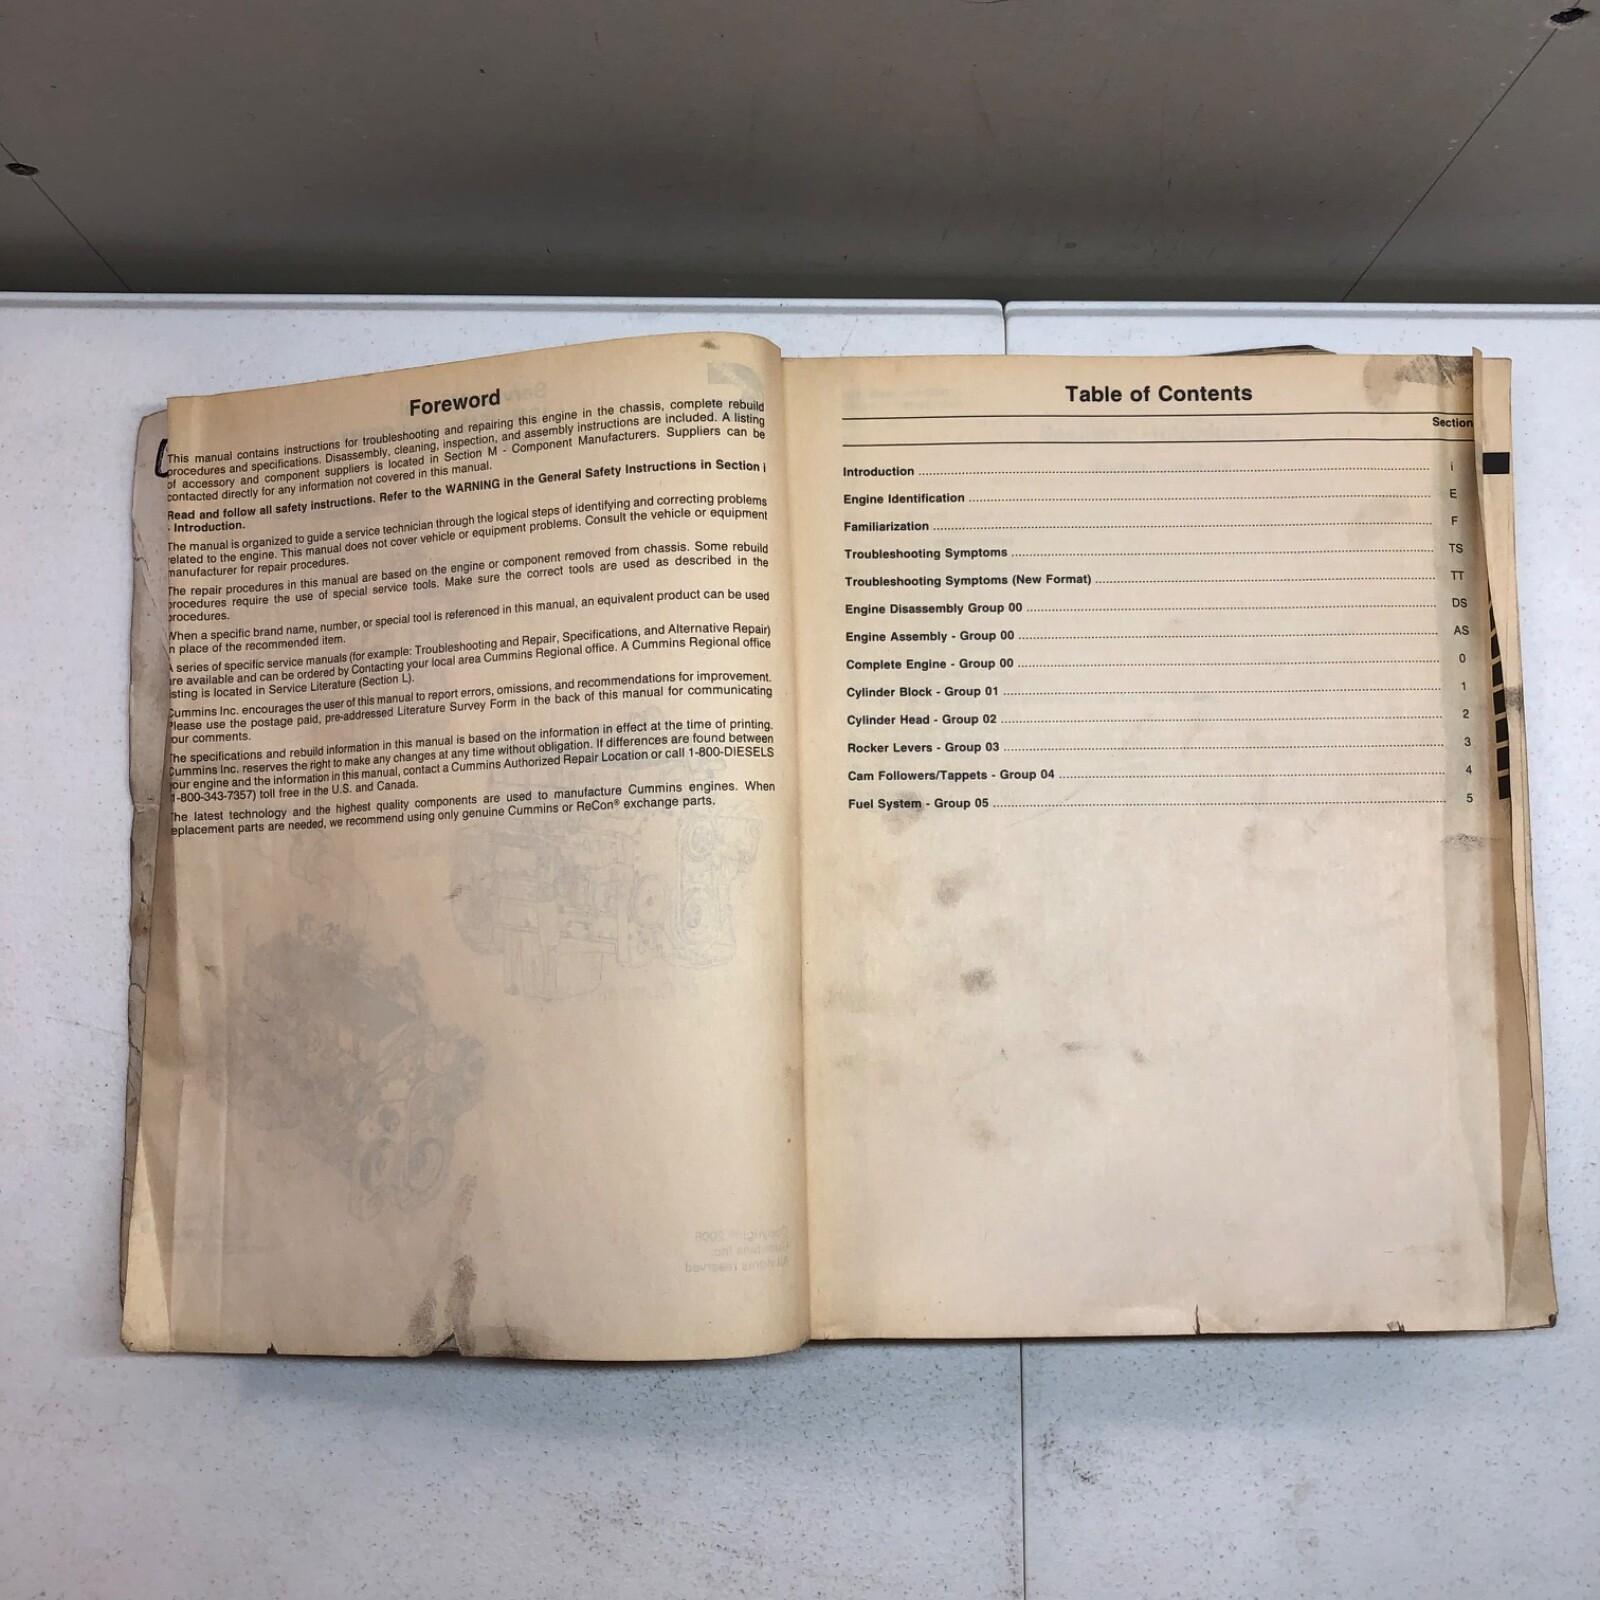 Foreword
This manual contains instructions for troubleshooting and repairing this engine in the chassis, complete rebuild
procedures and specifications. Disassembly, cleaning, inspection, and assembly instructions are included. A listing
of accessory and component suppliers is located in Section M - Component Manufacturers. Suppliers can be
contacted directly for any information not covered in this manual.
Read and follow all safety instructions. Refer to the WARNING in the General Safety Instructions in Section i
- Introduction.
The manual is organized to guide a service technician through the logical steps of identifying and correcting problems
related to the engine. This manual does not cover vehicle or equipment problems. Consult the vehicle or equipment
manufacturer for repair procedures.
The repair procedures in this manual are based on the engine or component removed from chassis. Some rebuild
procedures require the use of special service tools. Make sure the correct tools are used as described in the
procedures.
When a specific brand name, number, or special tool is referenced in this manual, an equivalent product can be used
in place of the recommended item.
A series of specific service manuals (for example: Troubleshooting and Repair, Specifications, and Alternative Repair)
are available and can be ordered by Contacting your local area Cummins Regional office. A Cummins Regional office
listing is located in Service Literature (Section L).
Cummins Inc. encourages the user of this manual to report errors, omissions, and recommendations for improvement.
Please use the postage paid, pre-addressed Literature Survey Form in the back of this manual for communicating
your comments.
The specifications and rebuild information in this manual is based on the information in effect at the time of printing.
Cummins Inc. reserves the right to make any changes at any time without obligation. If differences are found between
your engine and the information in this manual, contact a Cummins Authorized Repair Location or call 1-800-DIESELS
(1-800-343-7357) toll free in the U.S. and Canada.
The latest technology and the highest quality components are used to manufacture Cummins engines. When
replacement parts are needed, we recommend using only genuine Cummins or ReCon® exchange parts.
Table of Contents
Section
Introduction ........ i
Engine Identification ........ E
Familiarization ........ F
Troubleshooting Symptoms ........ TS
Troubleshooting Symptoms (New Format) ........ TT
Engine Disassembly Group 00 ........ DS
Engine Assembly - Group 00 ........ AS
Complete Engine - Group 00 ........ 0
Cylinder Block - Group 01 ........ 1
Cylinder Head - Group 02 ........ 2
Rocker Levers - Group 03 ........ 3
Cam Followers/Tappets - Group 04 ........ 4
Fuel System - Group 05 ........ 5